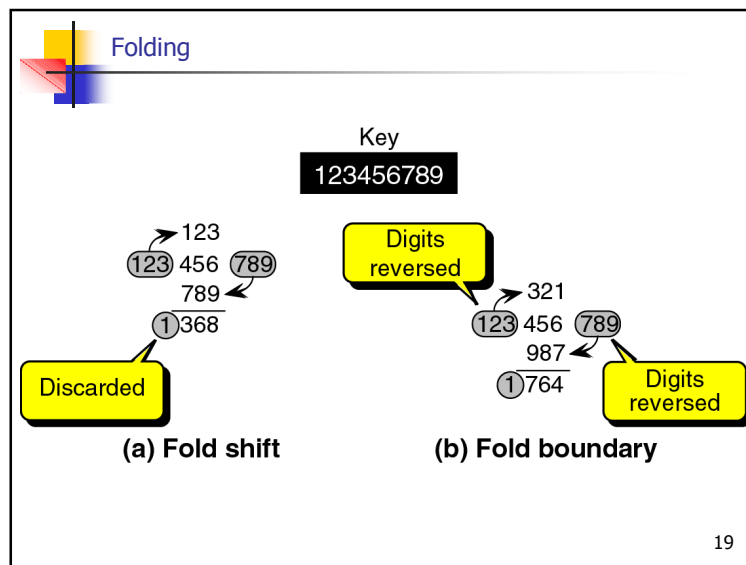 Folding
Key
123456789
123
123 456 789
789
1 368
Discarded
(a) Fold shift
Digits
reversed
321
123 456 789
987
1 764
Digits
reversed
(b) Fold boundary
19